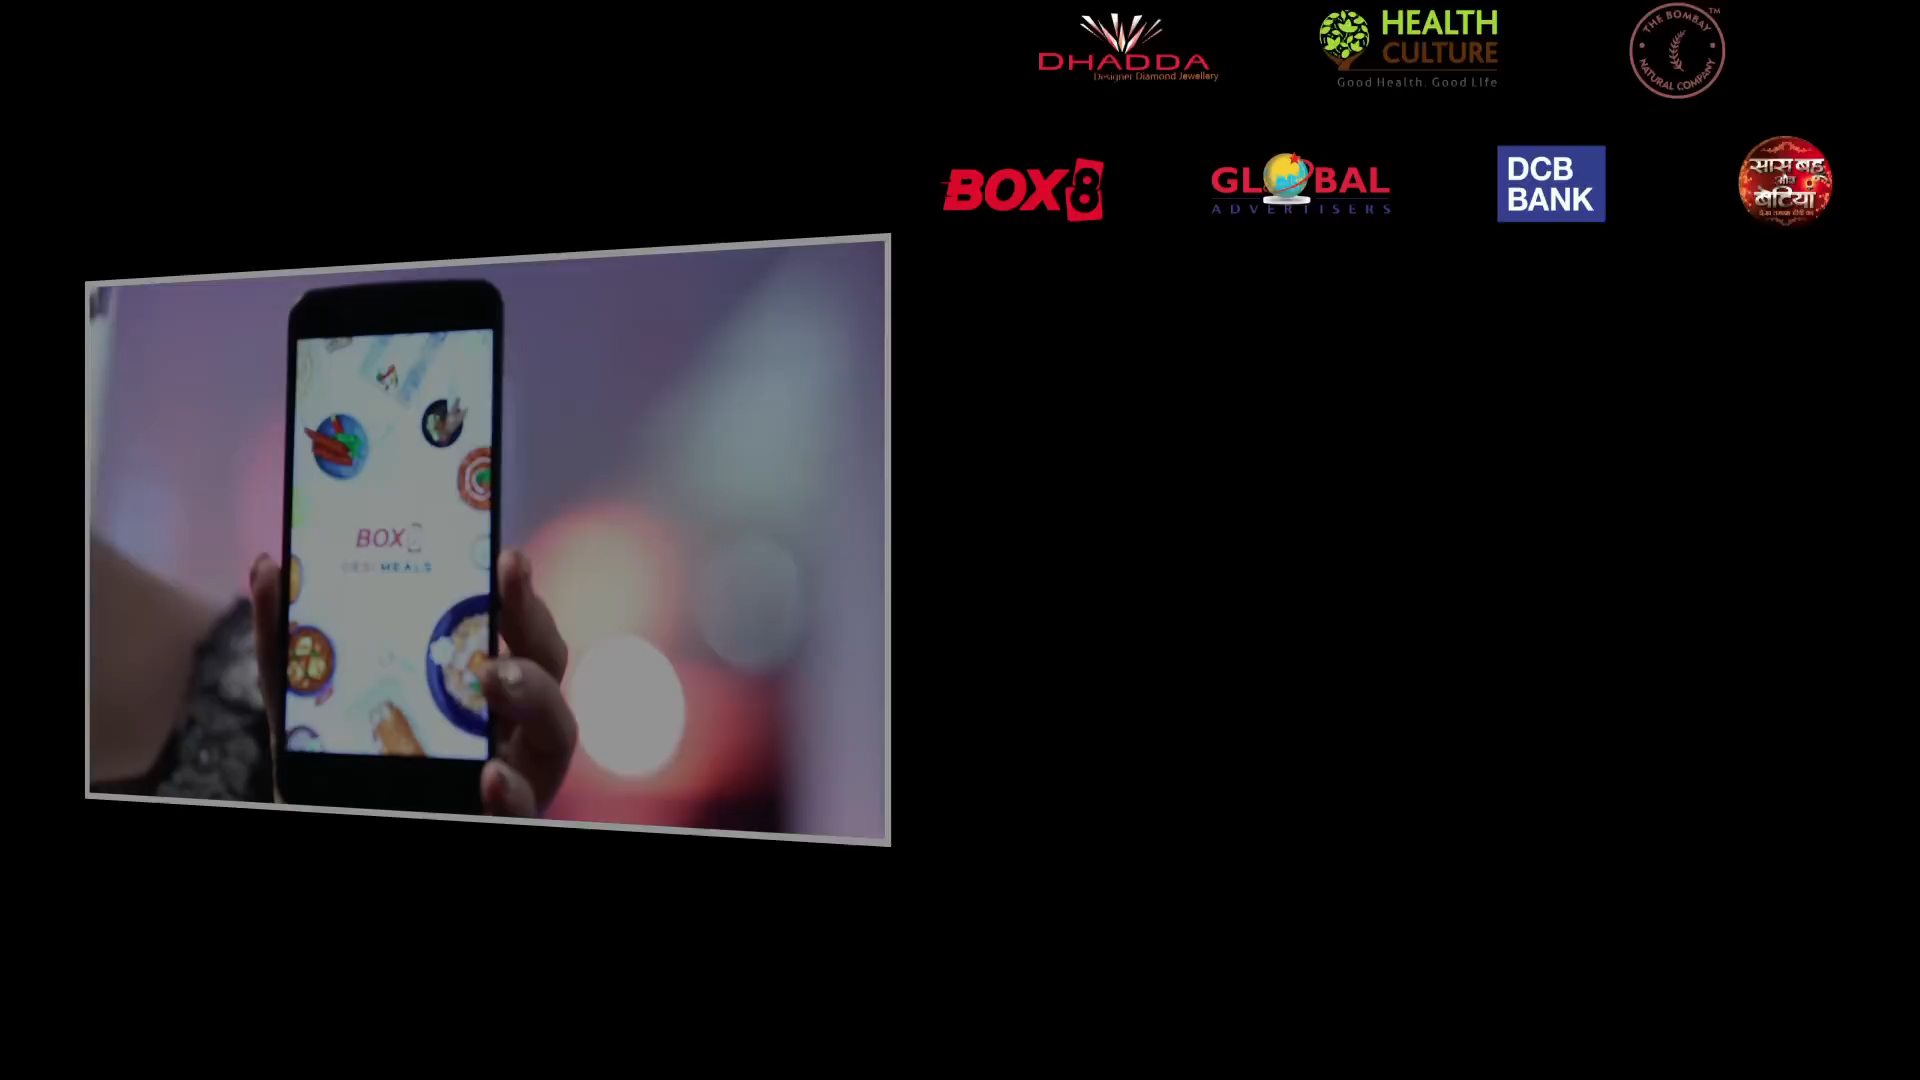 DHADDA
Designer Diamond Jewellery
HEALTH
CULTURE
Good Health. Good Life
THE BOMBAY
NATURAL COMPANY
TM
BOX8
GLOBAL
ADVERTISERS
DCB
BANK
सास बहू
और
बेटियां
BOX8
DESI MEALS